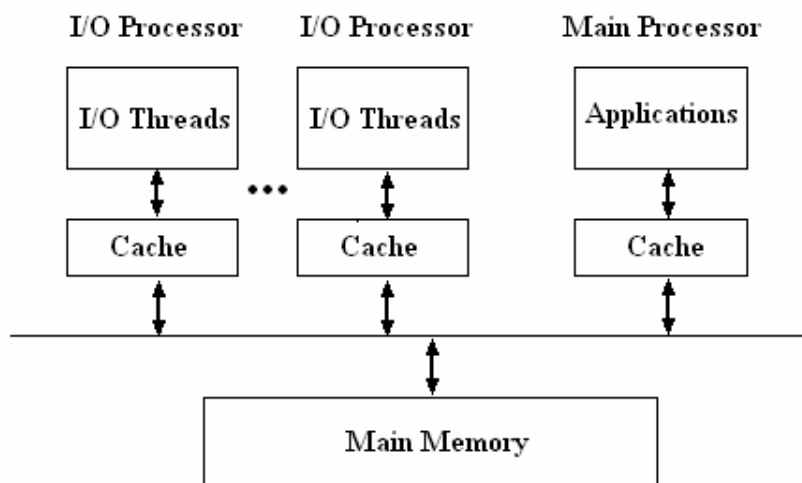 I/O Processor I/O Processor Main Processor
I/O Threads I/O Threads Applications
Cache Cache Cache
Main Memory